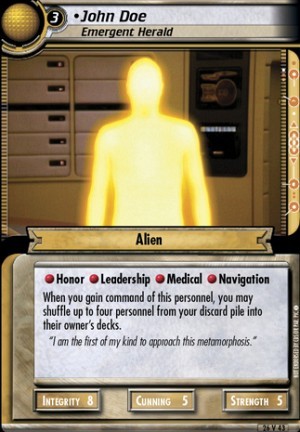 3 •John Doe
Emergent Herald
Alien
Honor Leadership Medical Navigation
When you gain command of this personnel, you may
shuffle up to four personnel from your discard pile into
their owner's decks.
"I am the first of my kind to approach this metamorphosis."
INTEGRITY 8 CUNNING 5 STRENGTH 5